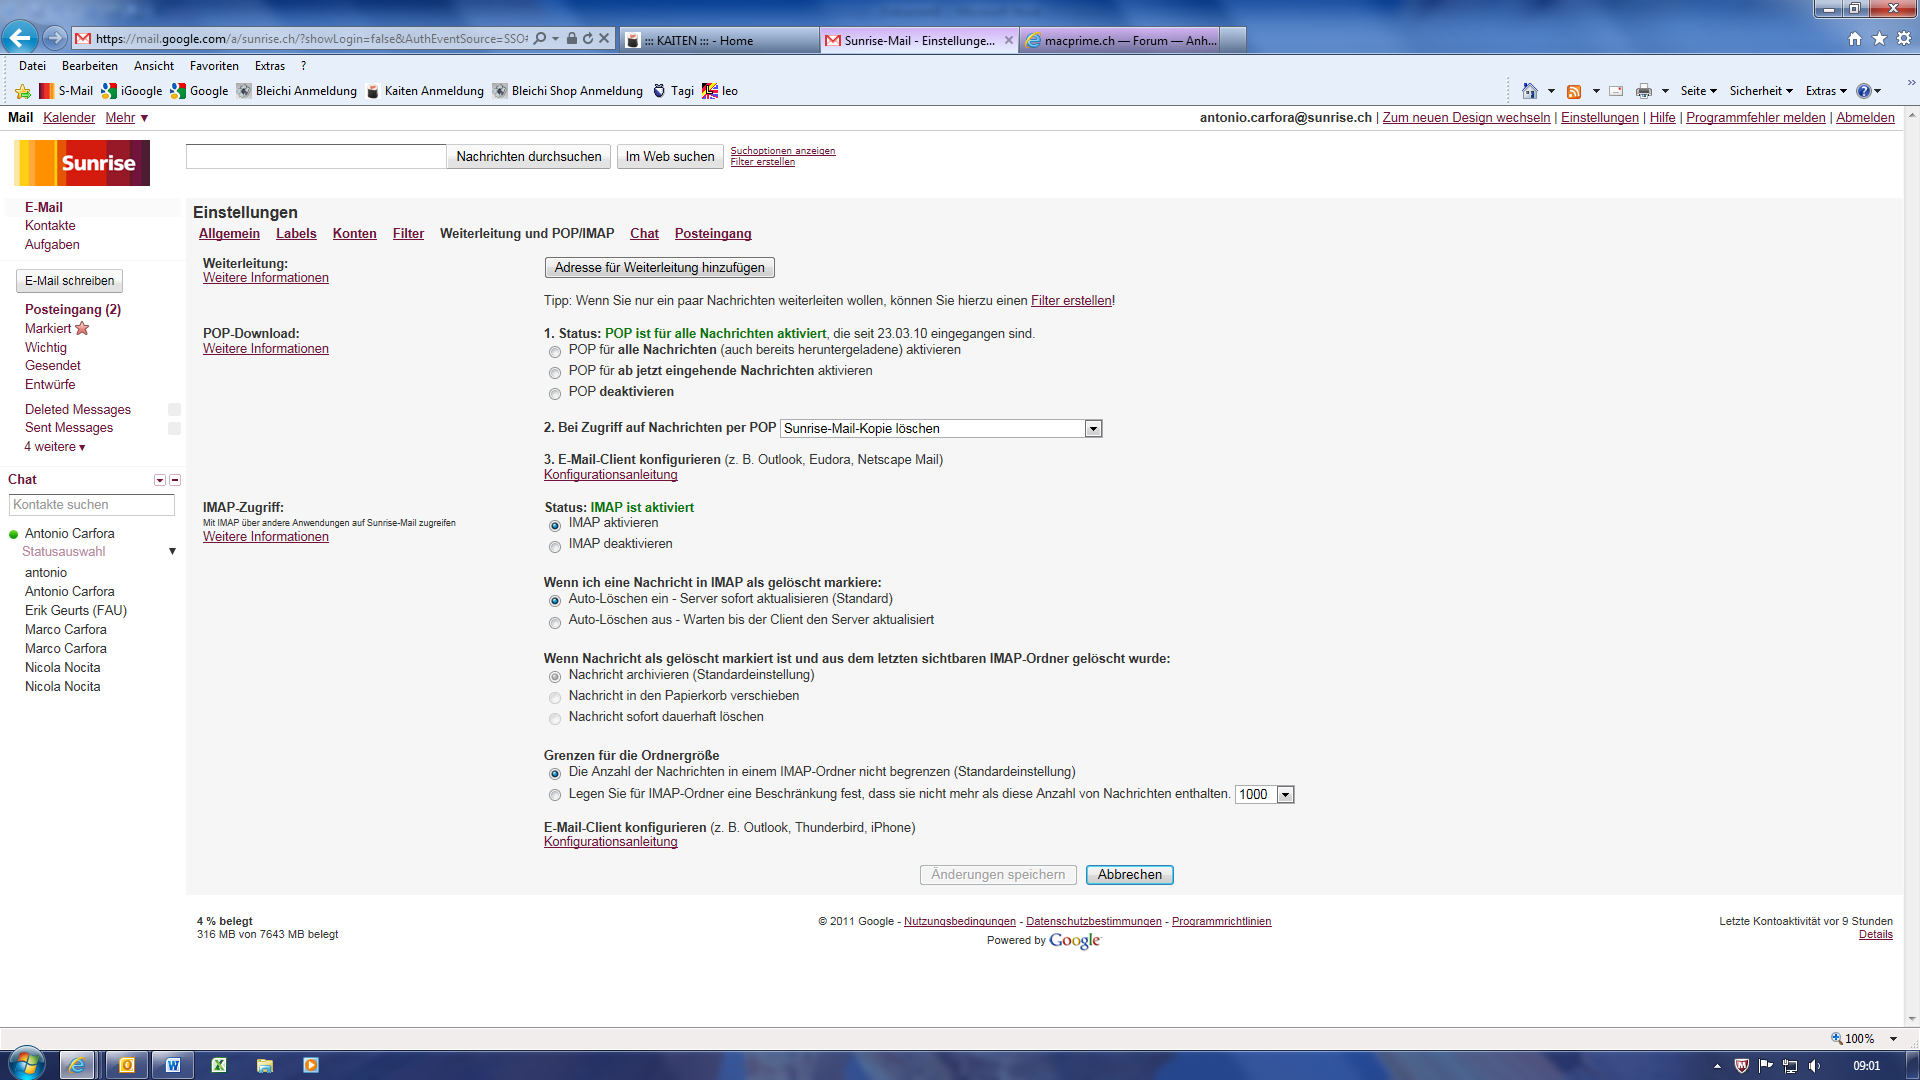 https://mail.google.com/a/sunrise.ch/?showLogin=false&AuthEventSource=SSO
::: KAITEN ::: - Home
Sunrise-Mail - Einstellunge...
macprime.ch — Forum — Anh...
Datei Bearbeiten Ansicht Favoriten Extras ?
S-Mail iGoogle Google Bleichi Anmeldung Kaiten Anmeldung Bleichi Shop Anmeldung Tagi leo
Seite Sicherheit Extras
Mail Kalender Mehr
antonio.carfora@sunrise.ch | Zum neuen Design wechseln | Einstellungen | Hilfe | Programmfehler melden | Abmelden
Sunrise
Nachrichten durchsuchen Im Web suchen
Suchoptionen anzeigen
Filter erstellen
E-Mail
Kontakte
Aufgaben
E-Mail schreiben
Posteingang (2)
Markiert
Wichtig
Gesendet
Entwürfe
Deleted Messages
Sent Messages
4 weitere
Chat
Kontakte suchen
Antonio Carfora
Statusauswahl
antonio
Antonio Carfora
Erik Geurts (FAU)
Marco Carfora
Marco Carfora
Nicola Nocita
Nicola Nocita
Einstellungen
Allgemein Labels Konten Filter Weiterleitung und POP/IMAP Chat Posteingang
Weiterleitung:
Weitere Informationen
Adresse für Weiterleitung hinzufügen
Tipp: Wenn Sie nur ein paar Nachrichten weiterleiten wollen, können Sie hierzu einen Filter erstellen!
POP-Download:
Weitere Informationen
1. Status: POP ist für alle Nachrichten aktiviert, die seit 23.03.10 eingegangen sind.
POP für alle Nachrichten (auch bereits heruntergeladene) aktivieren
POP für ab jetzt eingehende Nachrichten aktivieren
POP deaktivieren
2. Bei Zugriff auf Nachrichten per POP Sunrise-Mail-Kopie löschen
3. E-Mail-Client konfigurieren (z. B. Outlook, Eudora, Netscape Mail)
Konfigurationsanleitung
IMAP-Zugriff:
Mit IMAP über andere Anwendungen auf Sunrise-Mail zugreifen
Weitere Informationen
Status: IMAP ist aktiviert
IMAP aktivieren
IMAP deaktivieren
Wenn ich eine Nachricht in IMAP als gelöscht markiere:
Auto-Löschen ein - Server sofort aktualisieren (Standard)
Auto-Löschen aus - Warten bis der Client den Server aktualisiert
Wenn Nachricht als gelöscht markiert ist und aus dem letzten sichtbaren IMAP-Ordner gelöscht wurde:
Nachricht archivieren (Standardeinstellung)
Nachricht in den Papierkorb verschieben
Nachricht sofort dauerhaft löschen
Grenzen für die Ordnergröße
Die Anzahl der Nachrichten in einem IMAP-Ordner nicht begrenzen (Standardeinstellung)
Legen Sie für IMAP-Ordner eine Beschränkung fest, dass sie nicht mehr als diese Anzahl von Nachrichten enthalten. 1000
E-Mail-Client konfigurieren (z. B. Outlook, Thunderbird, iPhone)
Konfigurationsanleitung
Änderungen speichern Abbrechen
4 % belegt
316 MB von 7643 MB belegt
© 2011 Google - Nutzungsbedingungen - Datenschutzbestimmungen - Programmrichtlinien
Powered by Google
Letzte Kontoaktivität vor 9 Stunden
Details
100%
09:01